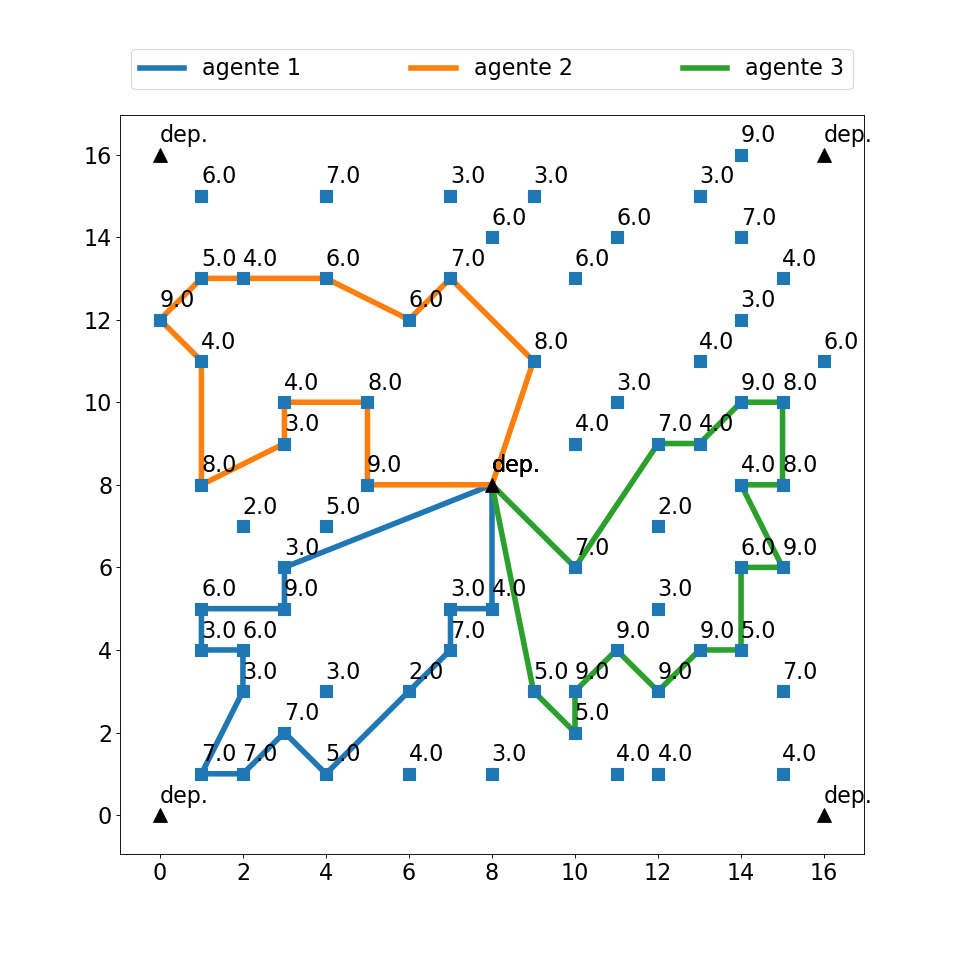 agente 1 agente 2 agente 3
9.0
dep. dep.
16
6.0 7.0 3.0 3.0 3.0
6.0 6.0 7.0
14
5.0 4.0 6.0 7.0 6.0 4.0
9.0 6.0 3.0
12
4.0 8.0 4.0 6.0
4.0 8.0 3.0 9.0 8.0
10
3.0 4.0 7.0 4.0
8.0 9.0 dep. 4.0 8.0
8
2.0 5.0 2.0
3.0 7.0 6.0 9.0
6
6.0 9.0 3.0 4.0 3.0
3.0 6.0 7.0 9.0 9.0 5.0
4
3.0 3.0 2.0 5.0 9.0 9.0 7.0
7.0 5.0
2
7.0 7.0 5.0 4.0 3.0 4.0 4.0 4.0
dep. dep.
0
0 2 4 6 8 10 12 14 16